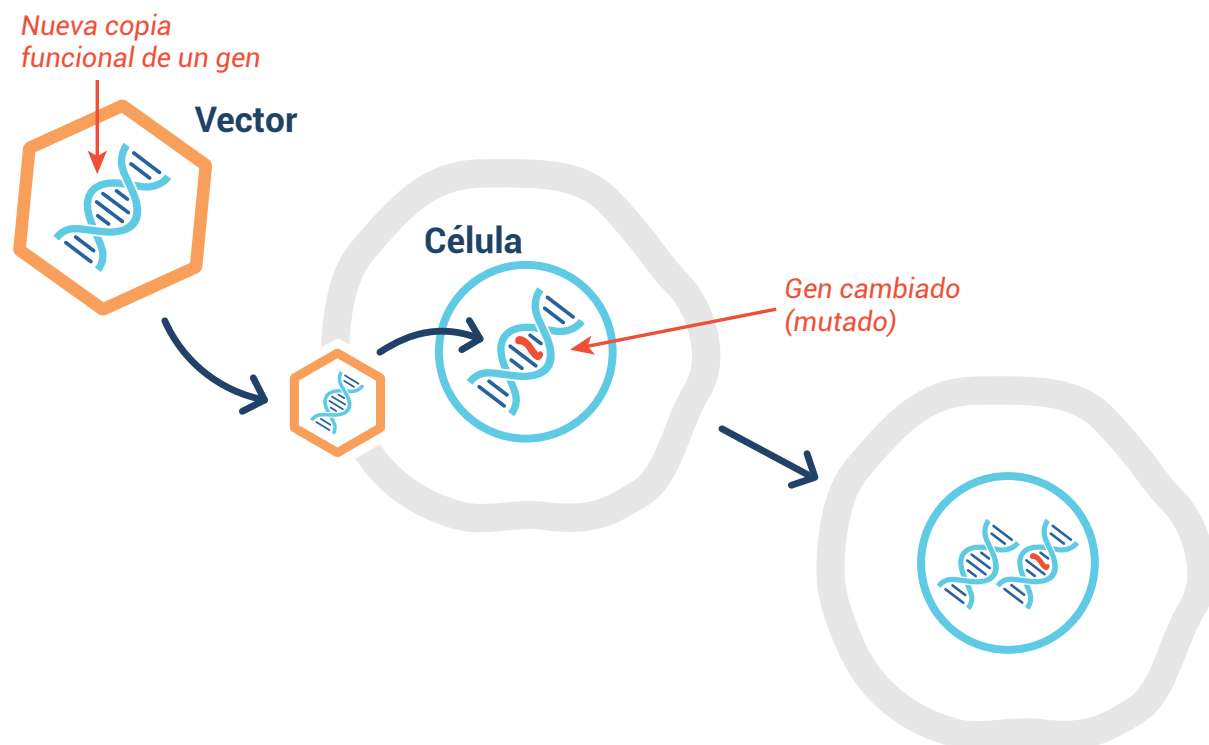 Nueva copia
funcional de un gen
Vector
Célula
Gen cambiado
(mutado)